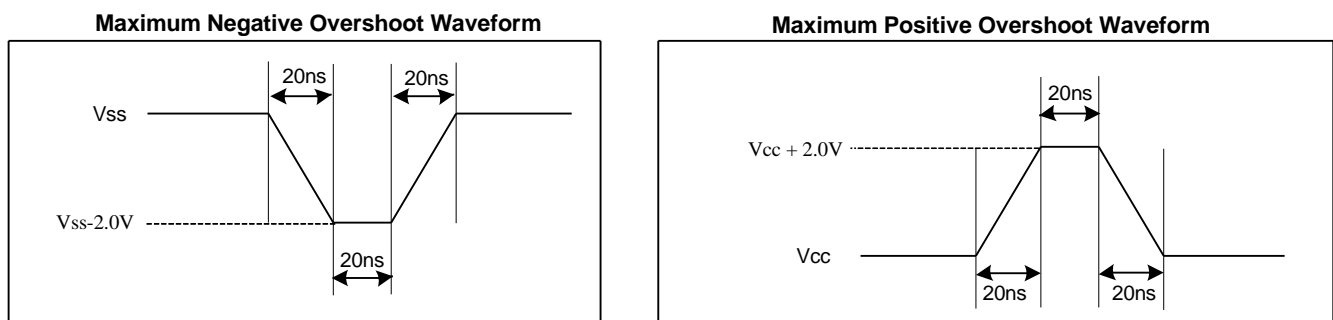 Maximum Negative Overshoot Waveform
20ns
20ns
Vss
Vss-2.0V
20ns
Maximum Positive Overshoot Waveform
20ns
Vcc + 2.0V
Vcc
20ns
20ns